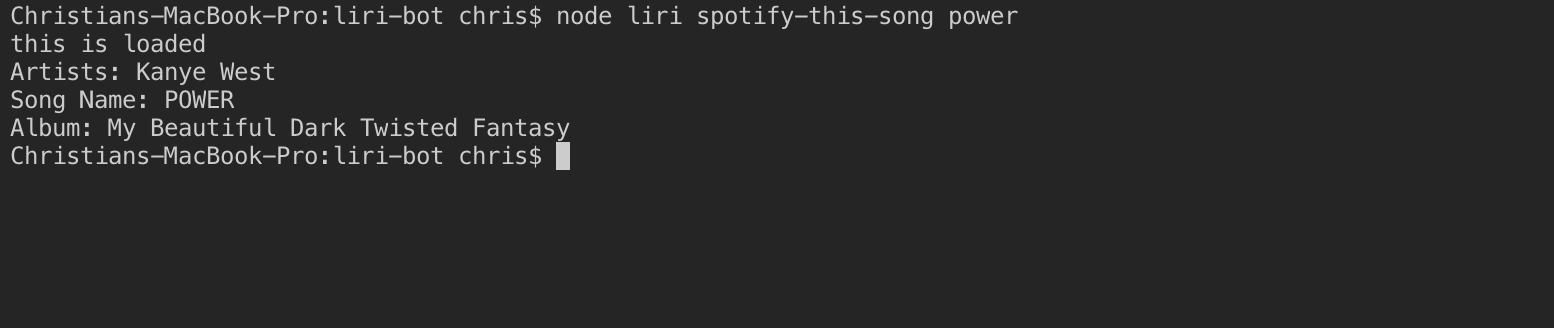 Christians-MacBook-Pro:liri-bot chris$ node liri spotify-this-song power
this is loaded
Artists: Kanye West
Song Name: POWER
Album: My Beautiful Dark Twisted Fantasy
Christians-MacBook-Pro:liri-bot chris$